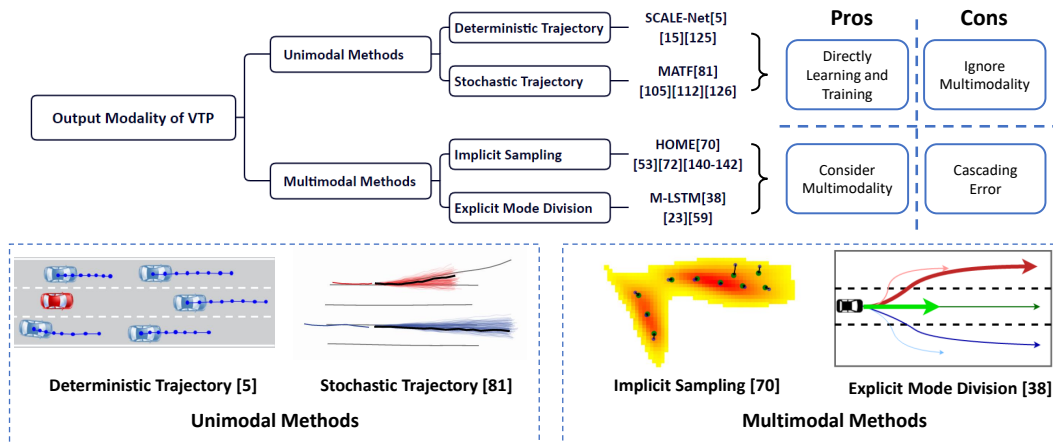 Output Modality of VTP
Unimodal Methods
Deterministic Trajectory
SCALE-Net[5]
[15][125]
Stochastic Trajectory
MATF[81]
[105][112][126]
Multimodal Methods
Implicit Sampling
HOME[70]
[53][72][140-142]
Explicit Mode Division
M-LSTM[38]
[23][59]
Pros
Cons
Directly
Learning and
Training
Ignore
Multimodality
Consider
Multimodality
Cascading
Error
Deterministic Trajectory [5]
Stochastic Trajectory [81]
Unimodal Methods
Implicit Sampling [70]
Explicit Mode Division [38]
Multimodal Methods